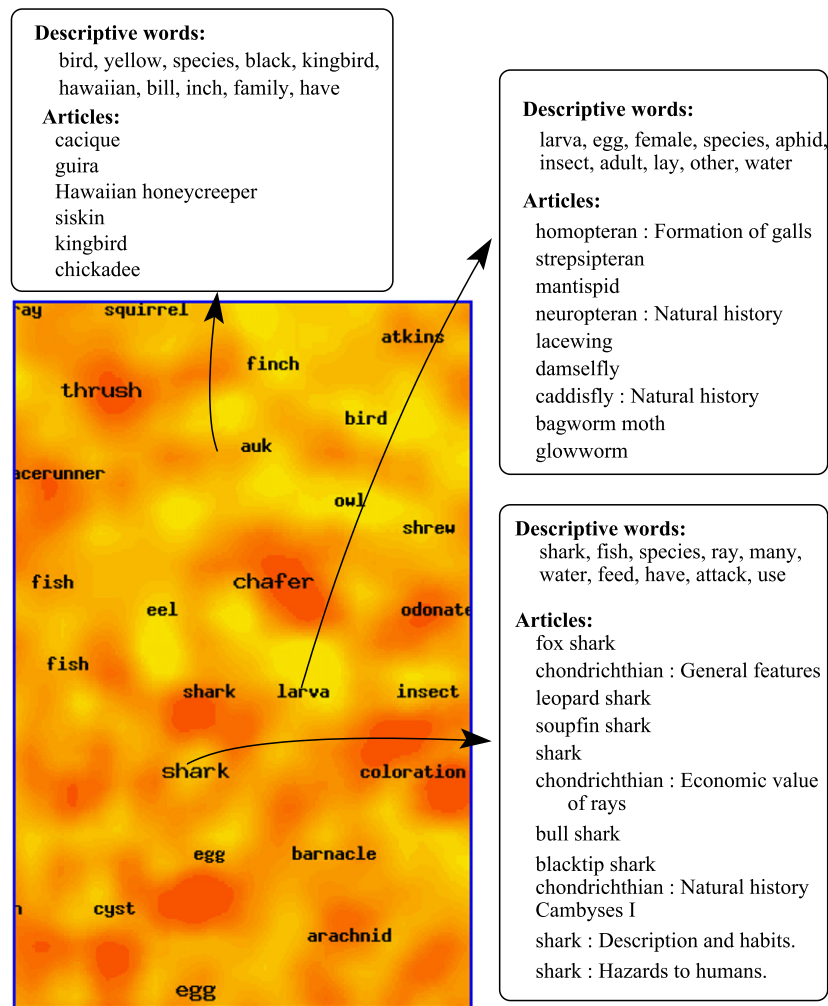 Descriptive words:
bird, yellow, species, black, kingbird,
hawaiian, bill, inch, family, have
Articles:
cacique
guira
Hawaiian honeycreeper
siskin
kingbird
chickadee
Descriptive words:
larva, egg, female, species, aphid,
insect, adult, lay, other, water
Articles:
homopteran : Formation of galls
strepsipteran
mantispid
neuropteran : Natural history
lacewing
damselfly
caddisfly : Natural history
bagworm moth
glowworm
Descriptive words:
shark, fish, species, ray, many,
water, feed, have, attack, use
Articles:
fox shark
chondrichthian : General features
leopard shark
soupfin shark
shark
chondrichthian : Economic value
of rays
bull shark
blacktip shark
chondrichthian : Natural history
Cambyses I
shark : Description and habits.
shark : Hazards to humans.
ray squirrel
atkins
finch
thrush
bird
auk
acerunner
owl
shrew
fish chafer
eel odonate
fish
shark larva insect
shark coloration
egg barnacle
cyst
arachnid
egg